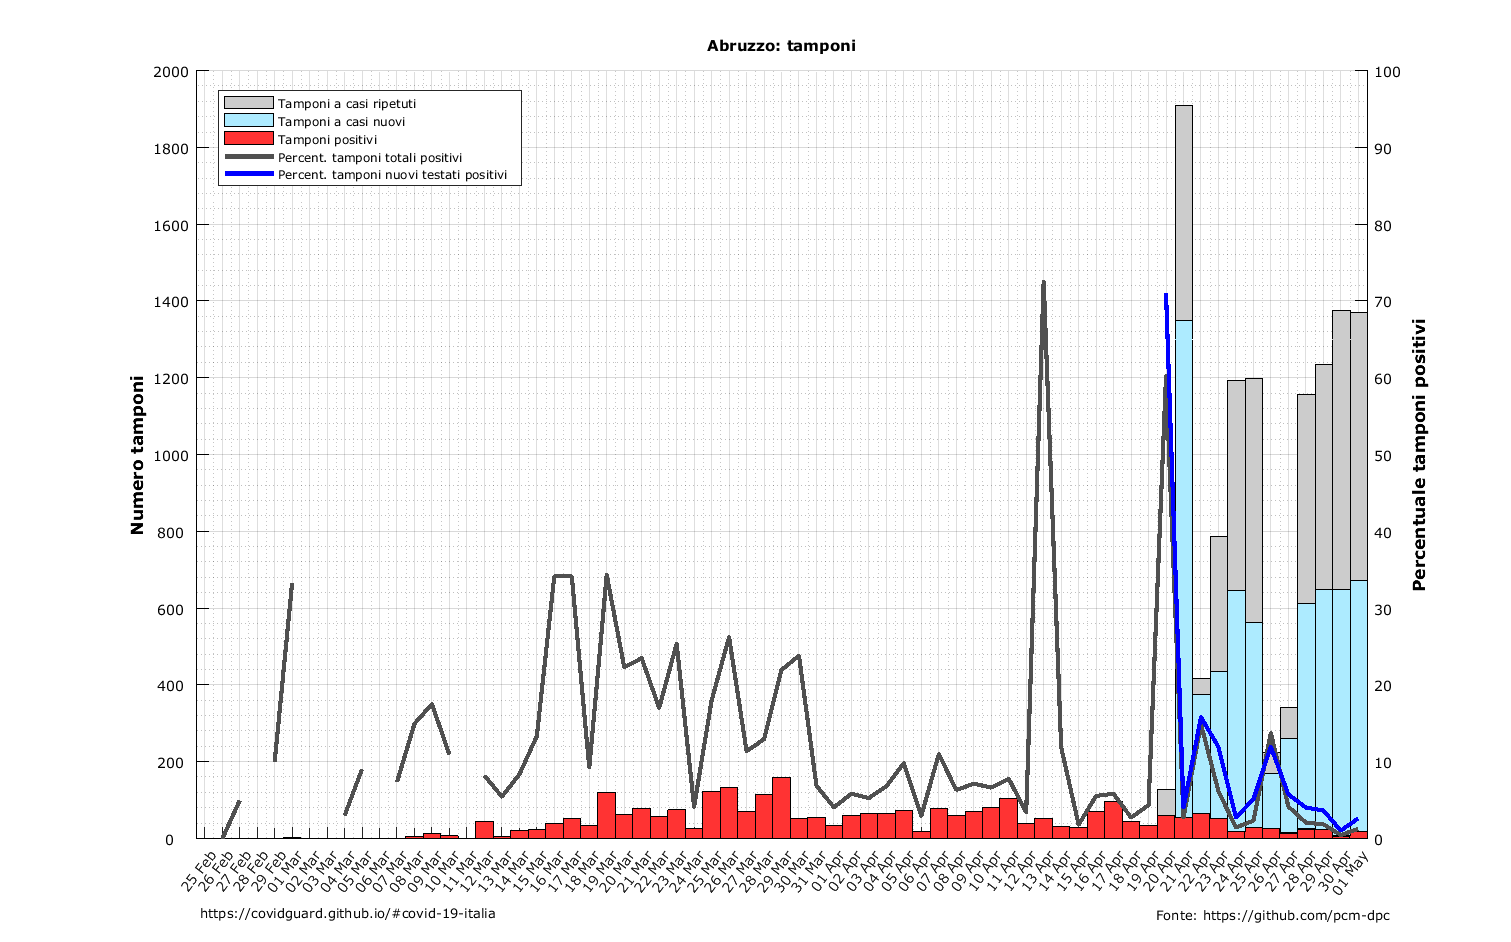 Abruzzo: tamponi
Tamponi a casi ripetuti
Tamponi a casi nuovi
Tamponi positivi
Percent. tamponi totali positivi
Percent. tamponi nuovi testati positivi
Numero tamponi
2000
1800
1600
1400
1200
1000
800
600
400
200
0
100
90
80
70
60
50
40
30
20
10
0
Percentuale tamponi positivi
25 Feb
26 Feb
27 Feb
28 Feb
29 Feb
01 Mar
02 Mar
03 Mar
04 Mar
05 Mar
06 Mar
07 Mar
08 Mar
09 Mar
10 Mar
11 Mar
12 Mar
13 Mar
14 Mar
15 Mar
16 Mar
17 Mar
18 Mar
19 Mar
20 Mar
21 Mar
22 Mar
23 Mar
24 Mar
25 Mar
26 Mar
27 Mar
28 Mar
29 Mar
30 Mar
31 Mar
01 Apr
02 Apr
03 Apr
04 Apr
05 Apr
06 Apr
07 Apr
08 Apr
09 Apr
10 Apr
11 Apr
12 Apr
13 Apr
14 Apr
15 Apr
16 Apr
17 Apr
18 Apr
19 Apr
20 Apr
21 Apr
22 Apr
23 Apr
24 Apr
25 Apr
26 Apr
27 Apr
28 Apr
29 Apr
30 Apr
01 May
https://covidguard.github.io/#covid-19-italia
Fonte: https://github.com/pcm-dpc